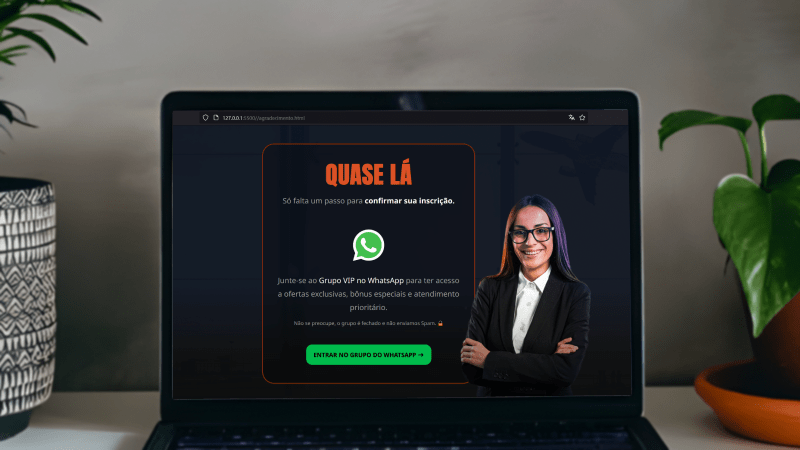 127.0.0.1:5500//agradecimento.html
QUASE LÁ
Só falta um passo para confirmar sua inscrição.
Junte-se ao Grupo VIP no WhatsApp para ter acesso
a ofertas exclusivas, bônus especiais e atendimento
prioritário.
Não se preocupe, o grupo é fechado e não enviamos Spam. 🔒
ENTRAR NO GRUPO DO WHATSAPP →